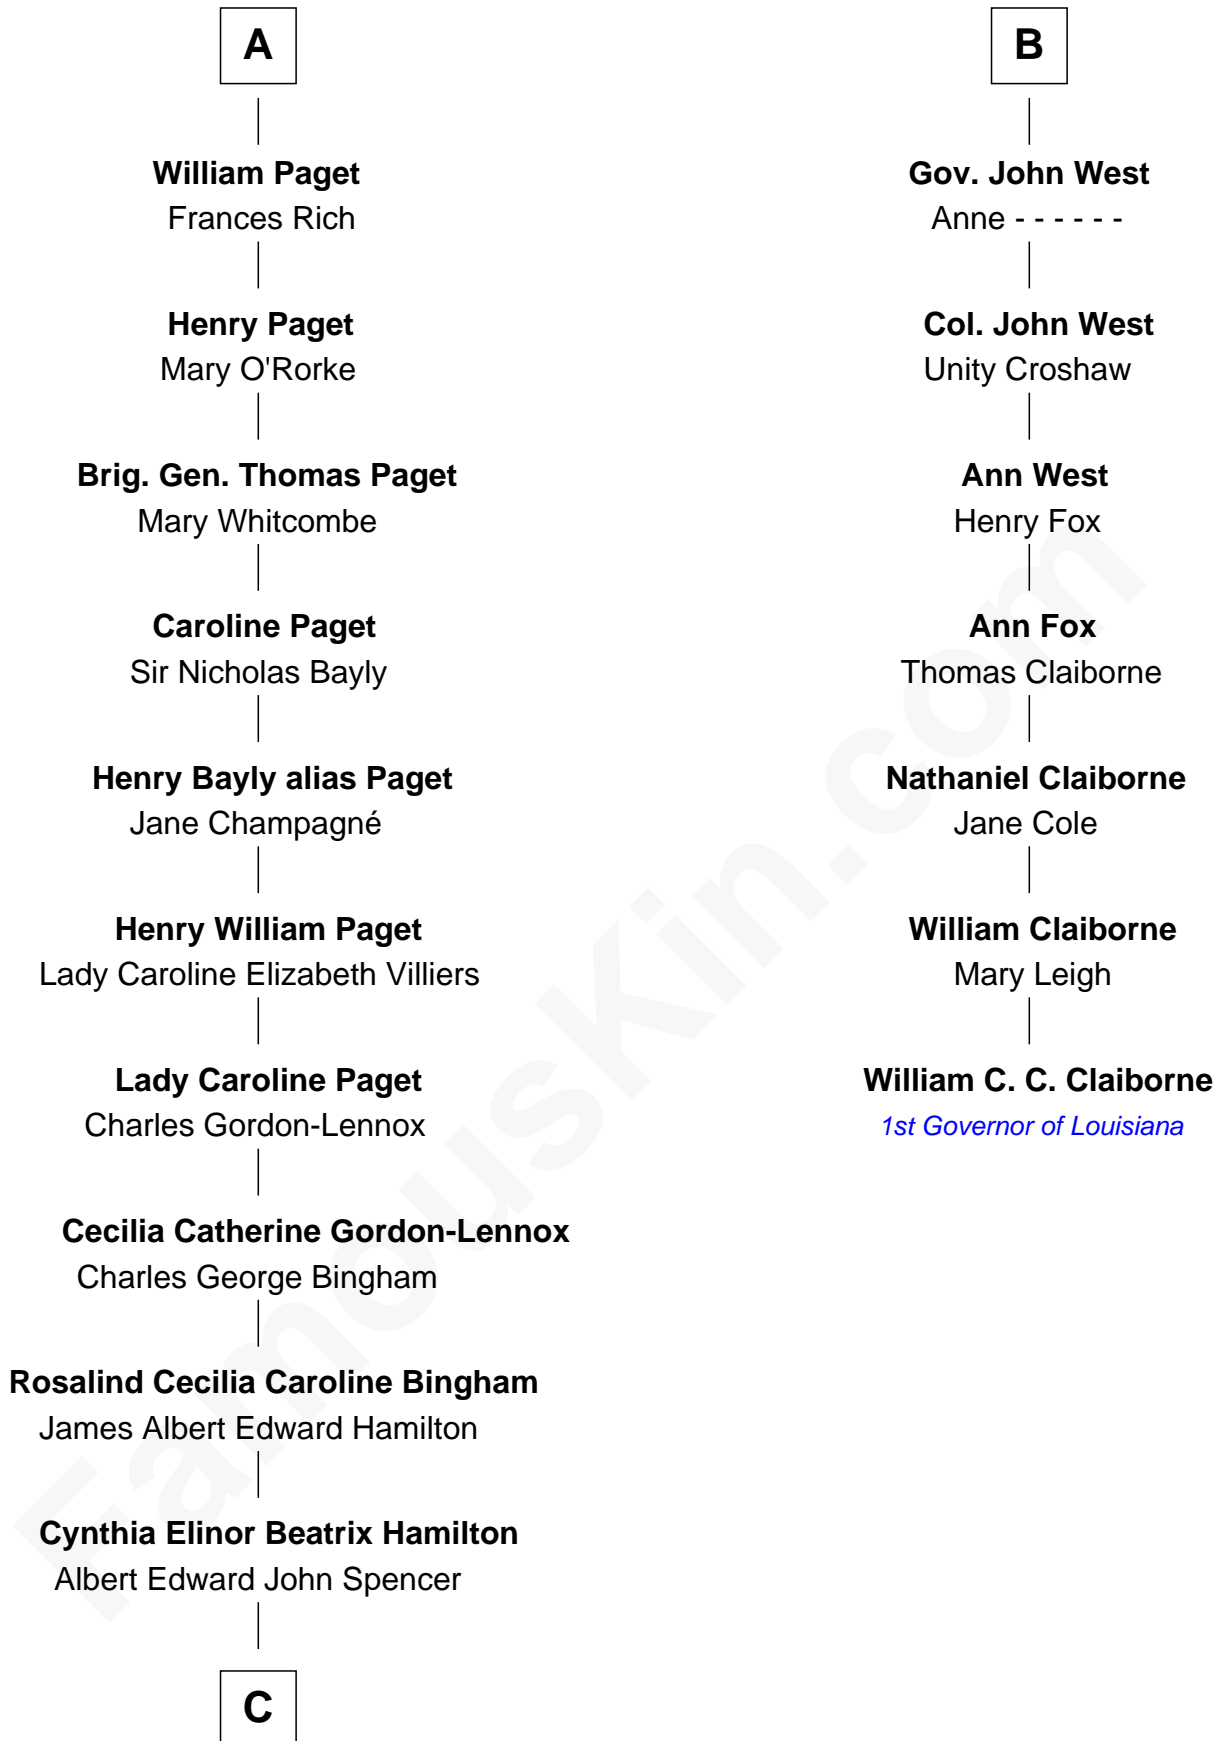 A
William Paget
Frances Rich
Henry Paget
Mary O'Rorke
Brig. Gen. Thomas Paget
Mary Whitcombe
Caroline Paget
Sir Nicholas Bayly
Henry Bayly alias Paget
Jane Champagné
Henry William Paget
Lady Caroline Elizabeth Villiers
Lady Caroline Paget
Charles Gordon-Lennox
Cecilia Catherine Gordon-Lennox
Charles George Bingham
Rosalind Cecilia Caroline Bingham
James Albert Edward Hamilton
Cynthia Elinor Beatrix Hamilton
Albert Edward John Spencer
C
B
Gov. John West
Anne - - - - - -
Col. John West
Unity Croshaw
Ann West
Henry Fox
Ann Fox
Thomas Claiborne
Nathaniel Claiborne
Jane Cole
William Claiborne
Mary Leigh
William C. C. Claiborne
1st Governor of Louisiana
FamousKin.com